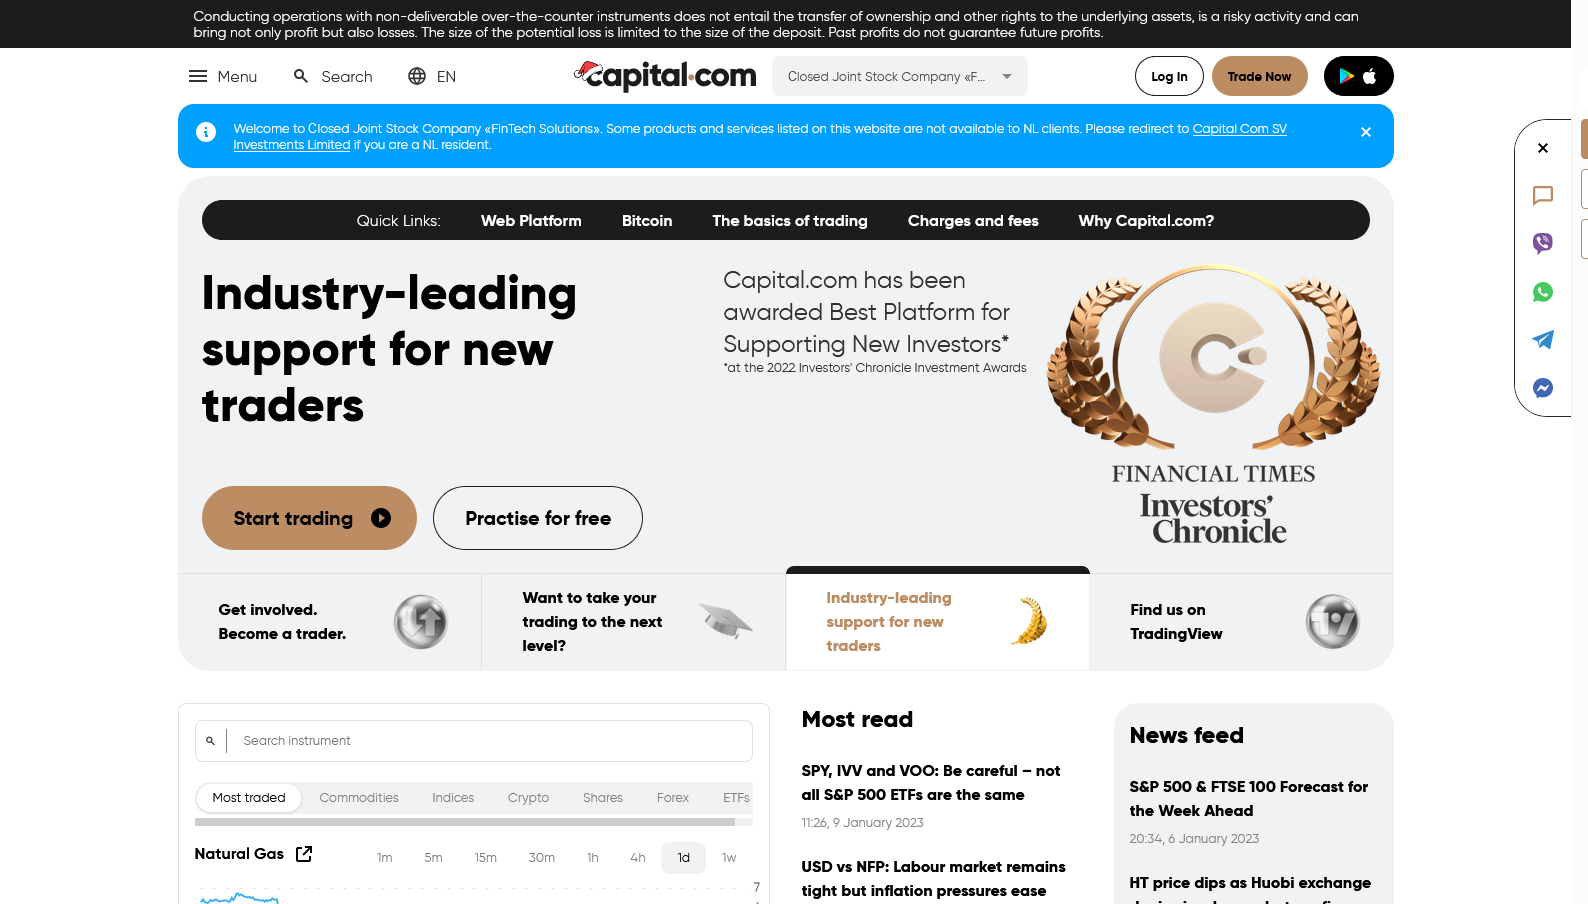 Conducting operations with non-deliverable over-the-counter instruments does not entail the transfer of ownership and other rights to the underlying assets, is a risky activity and can
bring not only profit but also losses. The size of the potential loss is limited to the size of the deposit. Past profits do not guarantee future profits.
Menu
Search
EN
capital.com
Closed Joint Stock Company «F...
Log In
Trade Now
Welcome to Closed Joint Stock Company «FinTech Solutions». Some products and services listed on this website are not available to NL clients. Please redirect to Capital Com SV
Investments Limited if you are a NL resident.
Quick Links:
Web Platform
Bitcoin
The basics of trading
Charges and fees
Why Capital.com?
Industry-leading
support for new
traders
Capital.com has been
awarded Best Platform for
Supporting New Investors*
*at the 2022 Investors' Chronicle Investment Awards
FINANCIAL TIMES
Investors'
Chronicle
Start trading
Practise for free
Get involved.
Become a trader.
Want to take your
trading to the next
level?
Industry-leading
support for new
traders
Find us on
TradingView
Search instrument
Most traded
Commodities
Indices
Crypto
Shares
Forex
ETFs
Natural Gas
1m
5m
15m
30m
1h
4h
1d
1w
7
Most read
SPY, IVV and VOO: Be careful – not
all S&P 500 ETFs are the same
11:26, 9 January 2023
USD vs NFP: Labour market remains
tight but inflation pressures ease
News feed
S&P 500 & FTSE 100 Forecast for
the Week Ahead
20:34, 6 January 2023
HT price dips as Huobi exchange